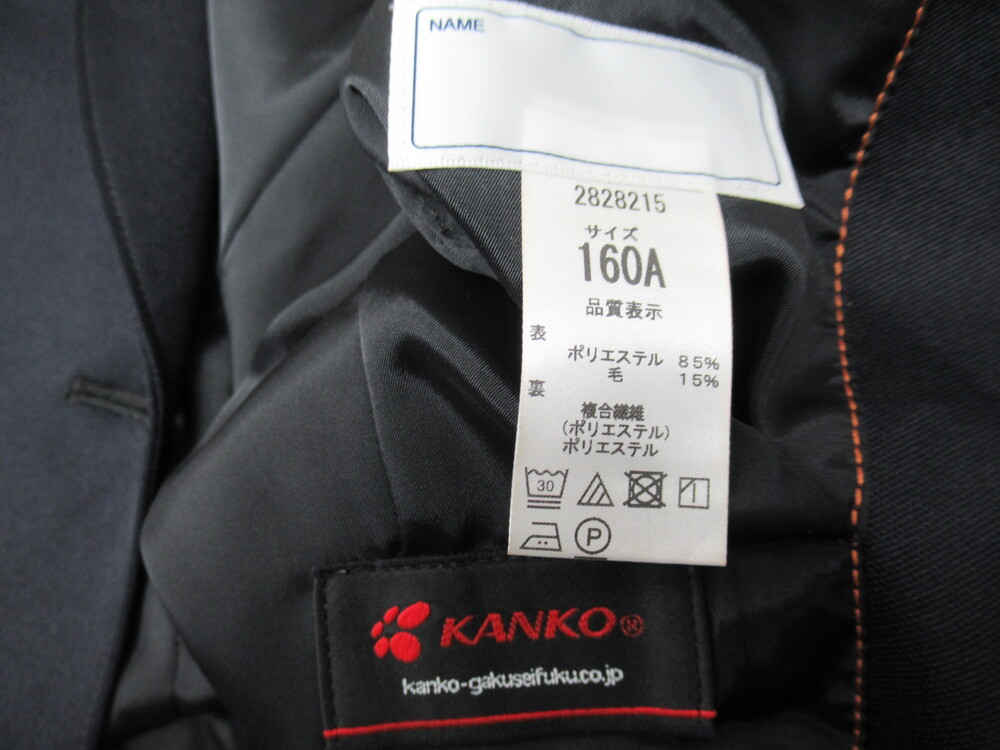 NAME
2828215
サイズ
160A
品質表示
表
ポリエステル 85%
毛 15%
裏
複合繊維
(ポリエステル)
ポリエステル
30
P
KANKO®
kanko-gakuseifuku.co.jp